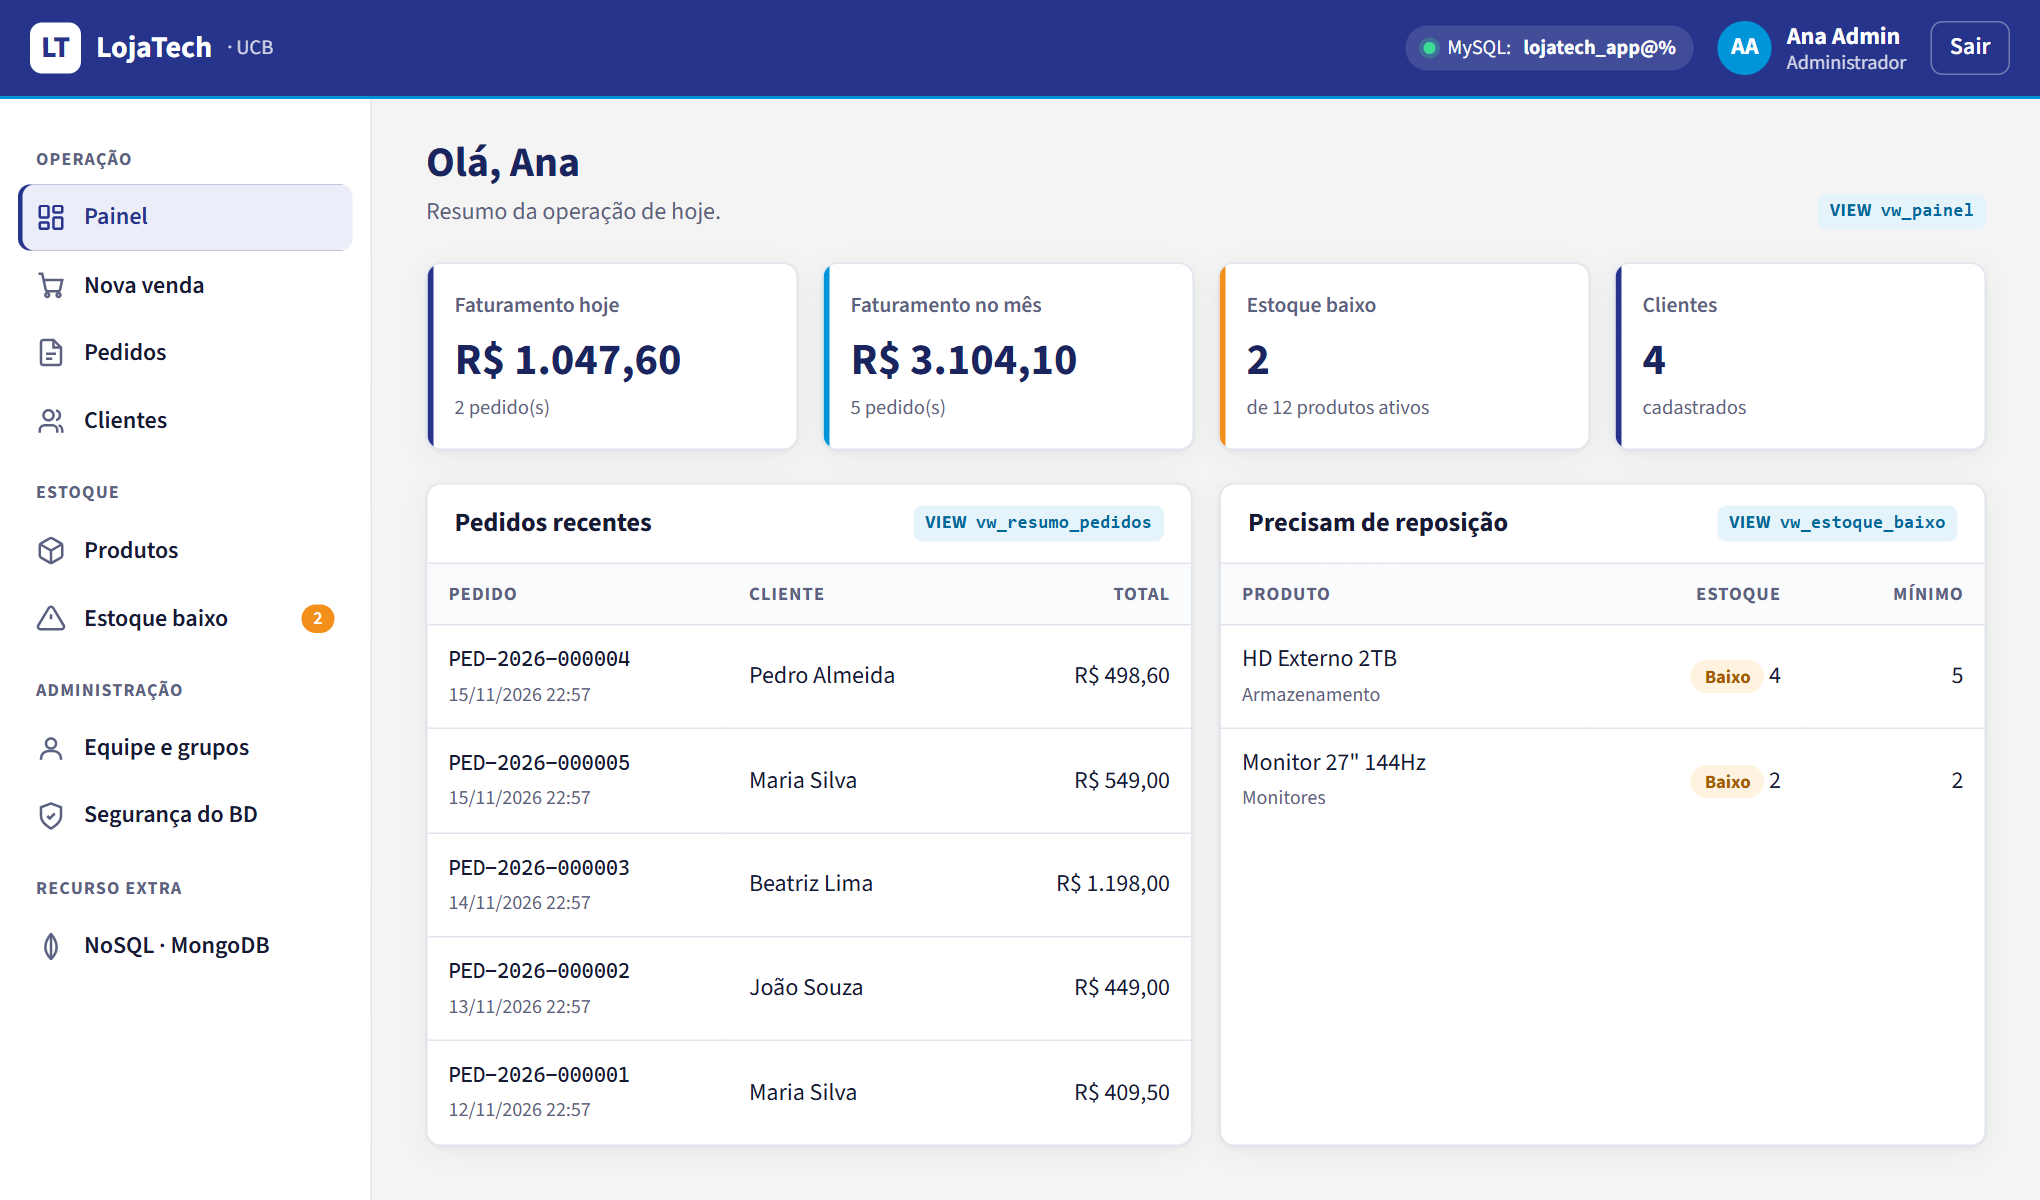 LT LojaTech · UCB
MySQL: lojatech_app@%
AA
Ana Admin
Administrador
Sair
OPERAÇÃO
Painel
Nova venda
Pedidos
Clientes
ESTOQUE
Produtos
Estoque baixo 2
ADMINISTRAÇÃO
Equipe e grupos
Segurança do BD
RECURSO EXTRA
NoSQL · MongoDB
Olá, Ana
Resumo da operação de hoje.
VIEW vw_painel
Faturamento hoje
R$ 1.047,60
2 pedido(s)
Faturamento no mês
R$ 3.104,10
5 pedido(s)
Estoque baixo
2
de 12 produtos ativos
Clientes
4
cadastrados
Pedidos recentes
VIEW vw_resumo_pedidos
PEDIDO CLIENTE TOTAL
PED-2026-000004
15/11/2026 22:57
Pedro Almeida
R$ 498,60
PED-2026-000005
15/11/2026 22:57
Maria Silva
R$ 549,00
PED-2026-000003
14/11/2026 22:57
Beatriz Lima
R$ 1.198,00
PED-2026-000002
13/11/2026 22:57
João Souza
R$ 449,00
PED-2026-000001
12/11/2026 22:57
Maria Silva
R$ 409,50
Precisam de reposição
VIEW vw_estoque_baixo
PRODUTO ESTOQUE MÍNIMO
HD Externo 2TB
Armazenamento
Baixo 4
5
Monitor 27" 144Hz
Monitores
Baixo 2
2